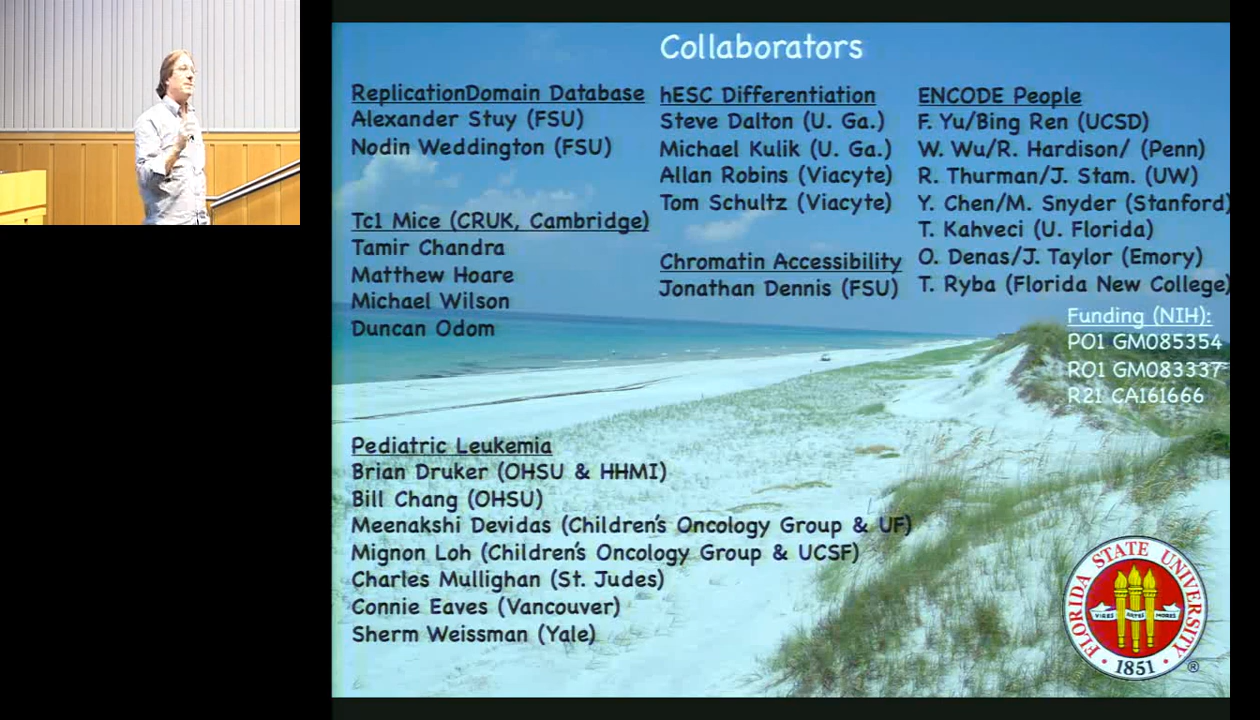 Collaborators
ReplicationDomain Database
Alexander Stuy (FSU)
Nodin Weddington (FSU)
Tc1 Mice (CRUK, Cambridge)
Tamir Chandra
Matthew Hoare
Michael Wilson
Duncan Odom
hESC Differentiation
Steve Dalton (U. Ga.)
Michael Kulik (U. Ga.)
Allan Robins (Viacyte)
Tom Schultz (Viacyte)
Chromatin Accessibility
Jonathan Dennis (FSU)
ENCODE People
F. Yu/Bing Ren (UCSD)
W. Wu/R. Hardison/ (Penn)
R. Thurman/J. Stam. (UW)
Y. Chen/M. Snyder (Stanford)
T. Kahveci (U. Florida)
O. Denas/J. Taylor (Emory)
T. Ryba (Florida New College)
Funding (NIH):
PO1 GM085354
RO1 GM083337
R21 CA161666
Pediatric Leukemia
Brian Druker (OHSU & HHMI)
Bill Chang (OHSU)
Meenakshi Devidas (Children's Oncology Group & UF)
Mignon Loh (Children's Oncology Group & UCSF)
Charles Mullighan (St. Judes)
Connie Eaves (Vancouver)
Sherm Weissman (Yale)
FLORIDA STATE UNIVERSITY
VIRES ARTES MORES
1851
®